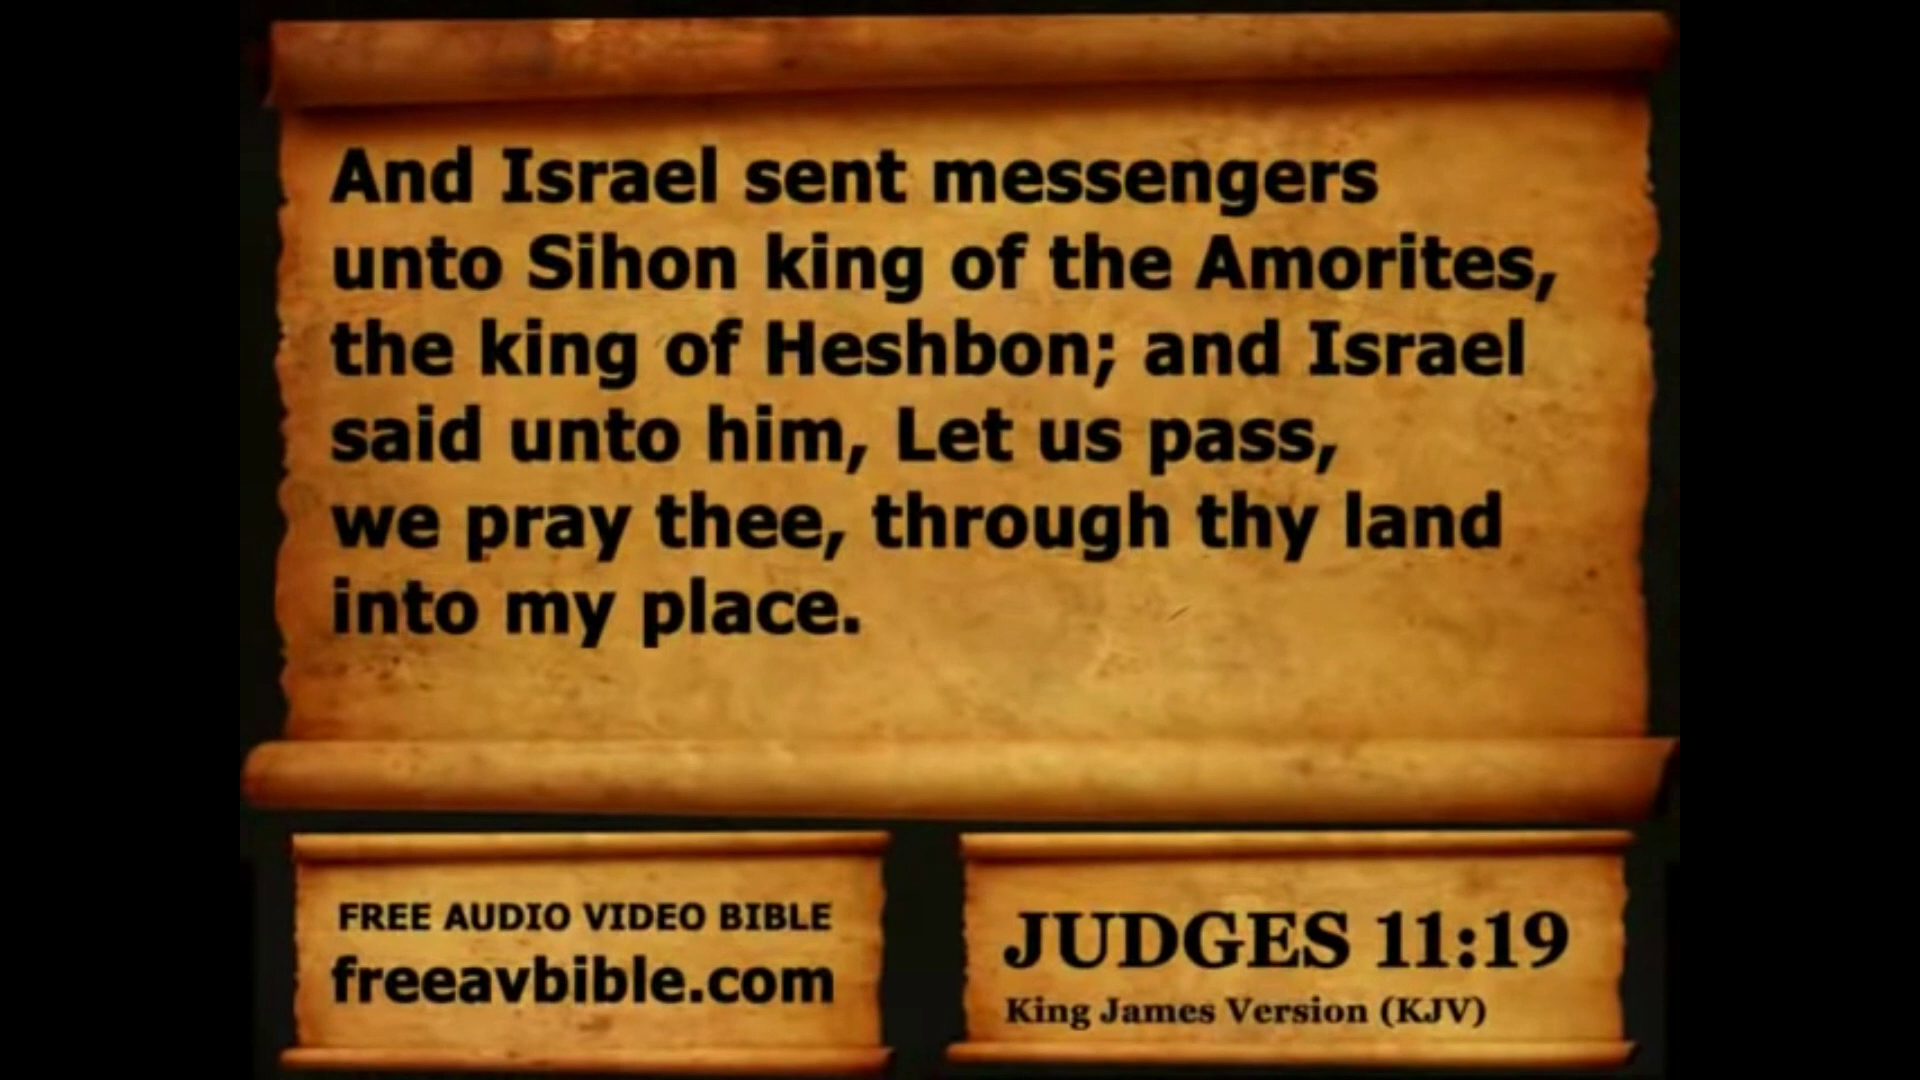 And Israel sent messengers
unto Sihon king of the Amorites,
the king of Heshbon; and Israel
said unto him, Let us pass,
we pray thee, through thy land
into my place.
FREE AUDIO VIDEO BIBLE
freeavbible.com
JUDGES 11:19
King James Version (KJV)